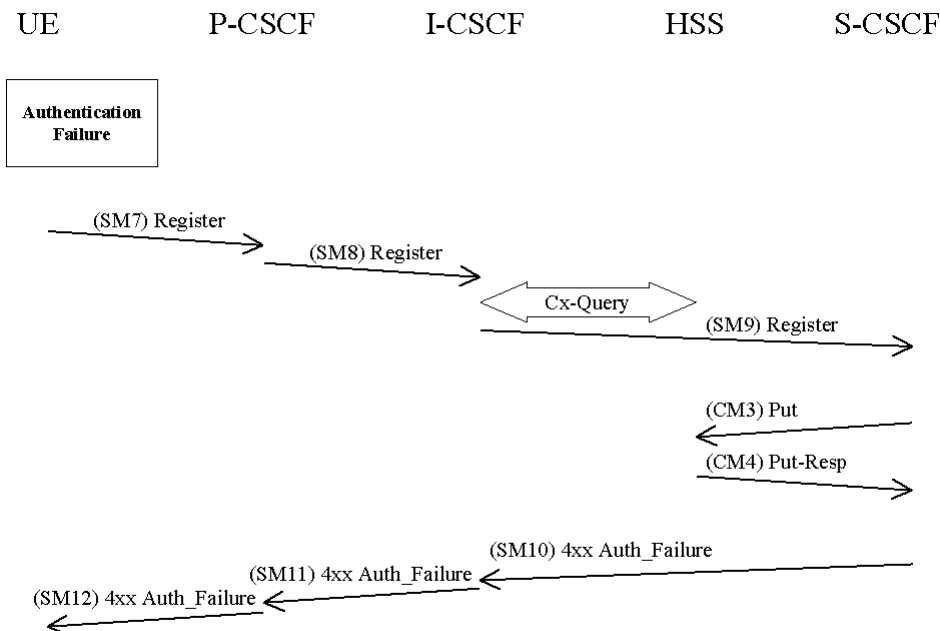 UE P-CSCF I-CSCF HSS S-CSCF
Authentication
Failure
(SM7) Register
(SM8) Register
Cx-Query
(SM9) Register
(CM3) Put
(CM4) Put-Resp
(SM10) 4xx Auth_Failure
(SM11) 4xx Auth_Failure
(SM12) 4xx Auth_Failure